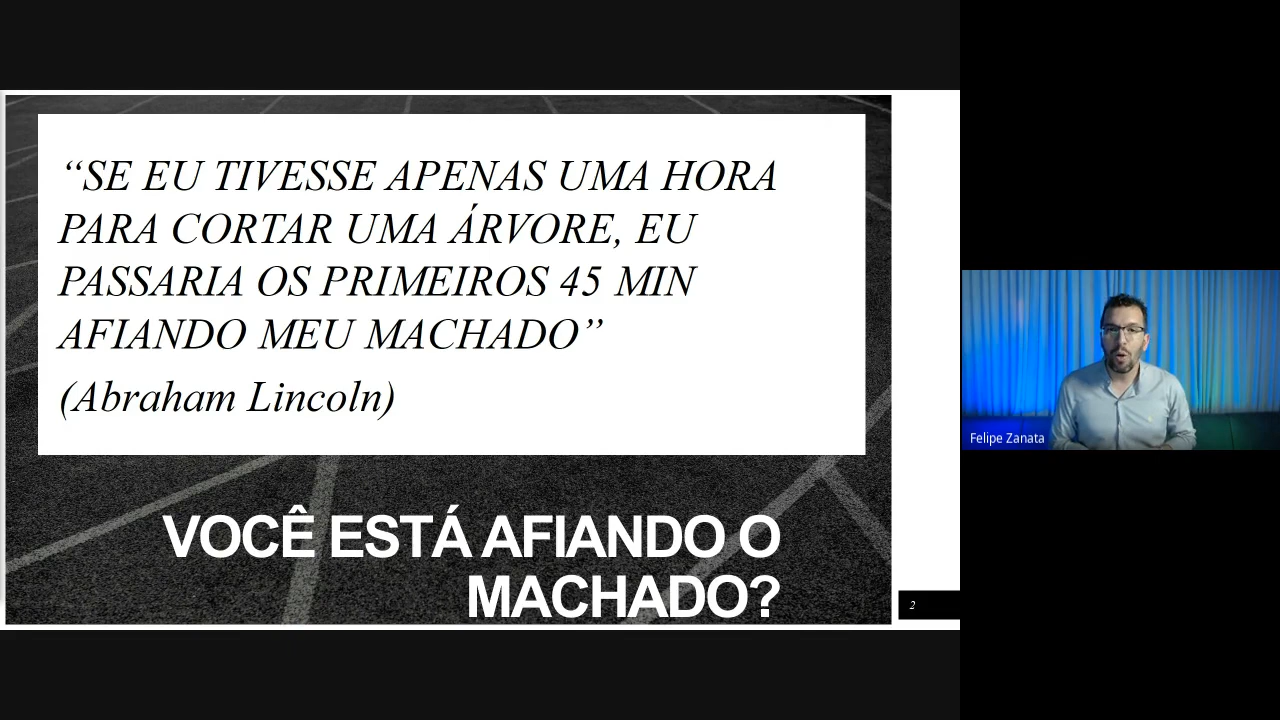 “SE EU TIVESSE APENAS UMA HORA
PARA CORTAR UMA ÁRVORE, EU
PASSARIA OS PRIMEIROS 45 MIN
AFIANDO MEU MACHADO”
(Abraham Lincoln)
VOCÊ ESTÁ AFIANDO O
MACHADO?
2
Felipe Zanata